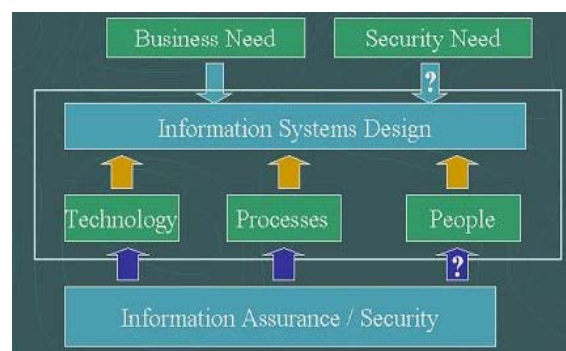 Business Need
Security Need
?
Information Systems Design
Technology
Processes
People
?
Information Assurance / Security